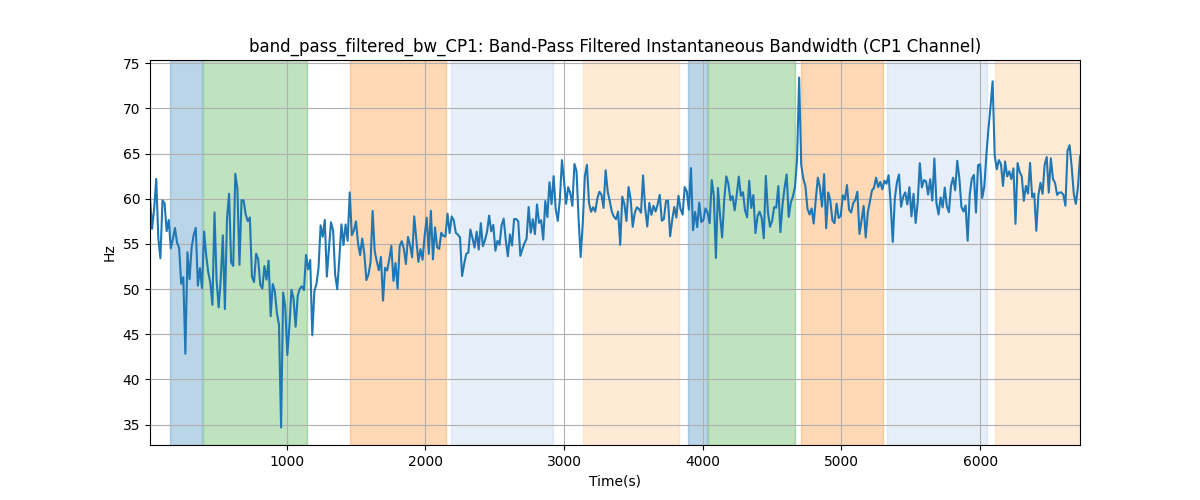 band_pass_filtered_bw_CP1: Band-Pass Filtered Instantaneous Bandwidth (CP1 Channel)
75
70
65
60
55
50
45
40
35
Hz
1000 2000 3000 4000 5000 6000
Time(s)